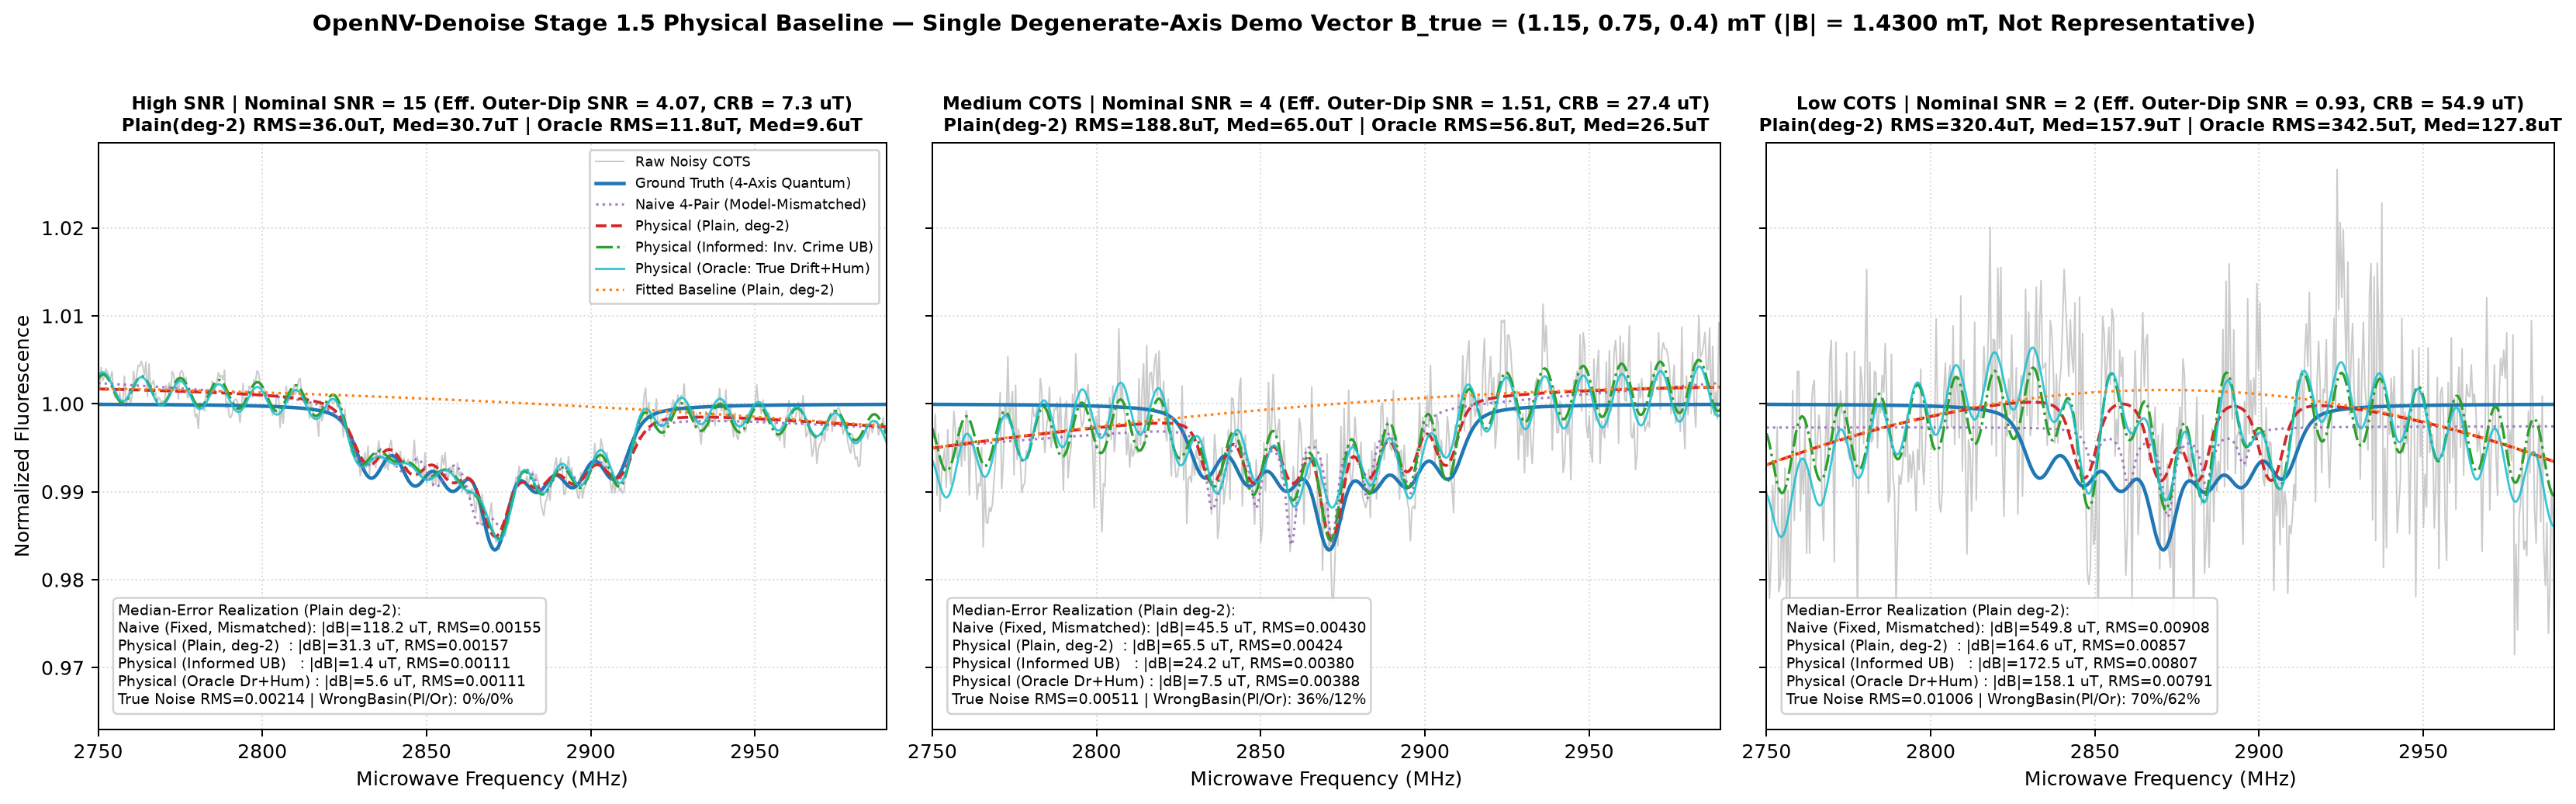 OpenNV-Denoise Stage 1.5 Physical Baseline — Single Degenerate-Axis Demo Vector B_true = (1.15, 0.75, 0.4) mT (|B| = 1.4300 mT, Not Representative)
High SNR | Nominal SNR = 15 (Eff. Outer-Dip SNR = 4.07, CRB = 7.3 uT)
Plain(deg-2) RMS=36.0uT, Med=30.7uT | Oracle RMS=11.8uT, Med=9.6uT
Normalized Fluorescence
1.02
1.01
1.00
0.99
0.98
0.97
Raw Noisy COTS
Ground Truth (4-Axis Quantum)
Naive 4-Pair (Model-Mismatched)
Physical (Plain, deg-2)
Physical (Informed: Inv. Crime UB)
Physical (Oracle: True Drift+Hum)
Fitted Baseline (Plain, deg-2)
Median-Error Realization (Plain deg-2):
Naive (Fixed, Mismatched): |dB|=118.2 uT, RMS=0.00155
Physical (Plain, deg-2)  : |dB|=31.3 uT, RMS=0.00157
Physical (Informed UB)   : |dB|=1.4 uT, RMS=0.00111
Physical (Oracle Dr+Hum) : |dB|=5.6 uT, RMS=0.00111
True Noise RMS=0.00214 | WrongBasin(Pl/Or): 0%/0%
2750 2800 2850 2900 2950
Microwave Frequency (MHz)
Medium COTS | Nominal SNR = 4 (Eff. Outer-Dip SNR = 1.51, CRB = 27.4 uT)
Plain(deg-2) RMS=188.8uT, Med=65.0uT | Oracle RMS=56.8uT, Med=26.5uT
Median-Error Realization (Plain deg-2):
Naive (Fixed, Mismatched): |dB|=45.5 uT, RMS=0.00430
Physical (Plain, deg-2)  : |dB|=65.5 uT, RMS=0.00424
Physical (Informed UB)   : |dB|=24.2 uT, RMS=0.00380
Physical (Oracle Dr+Hum) : |dB|=7.5 uT, RMS=0.00388
True Noise RMS=0.00511 | WrongBasin(Pl/Or): 36%/12%
2750 2800 2850 2900 2950
Microwave Frequency (MHz)
Low COTS | Nominal SNR = 2 (Eff. Outer-Dip SNR = 0.93, CRB = 54.9 uT)
Plain(deg-2) RMS=320.4uT, Med=157.9uT | Oracle RMS=342.5uT, Med=127.8uT
Median-Error Realization (Plain deg-2):
Naive (Fixed, Mismatched): |dB|=549.8 uT, RMS=0.00908
Physical (Plain, deg-2)  : |dB|=164.6 uT, RMS=0.00857
Physical (Informed UB)   : |dB|=172.5 uT, RMS=0.00807
Physical (Oracle Dr+Hum) : |dB|=158.1 uT, RMS=0.00791
True Noise RMS=0.01006 | WrongBasin(Pl/Or): 70%/62%
2750 2800 2850 2900 2950
Microwave Frequency (MHz)